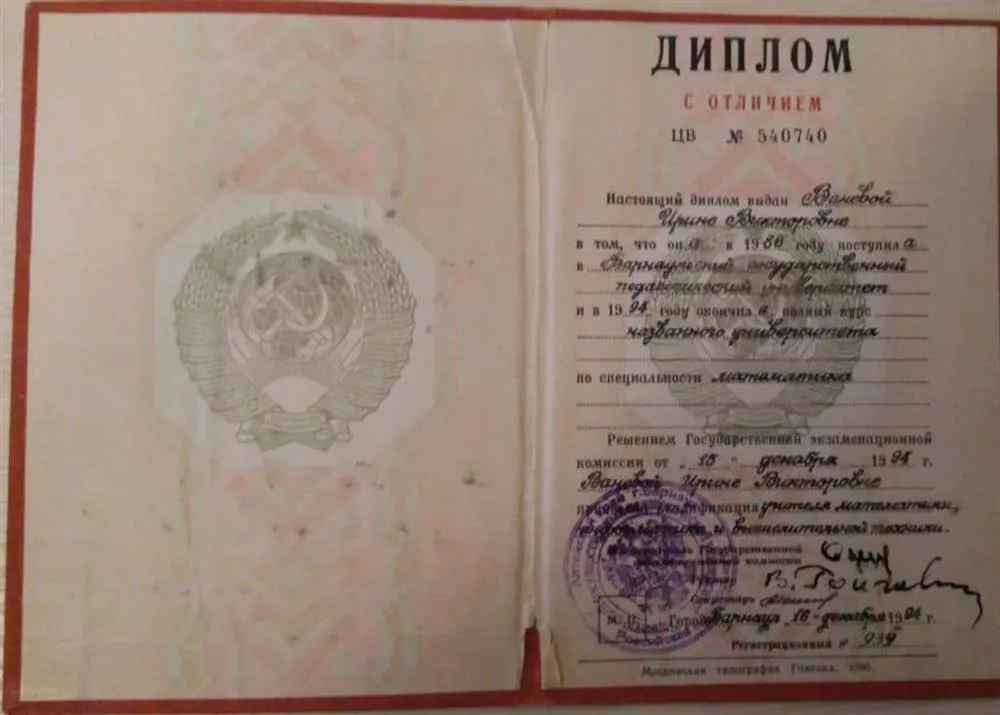 ДИПЛОМ
С ОТЛИЧИЕМ
ЦВ № 540740
Настоящий диплом выдан Вановой
Ирине Викторовне
в том, что она в 1986 году поступила
в Барнаульский государственный
педагогический университет
и в 1994 году окончила полный курс
названного университета
по специальности математика
Решением Государственной экзаменационной
комиссии от „15“ декабря 1994 г.
Вановой Ирине Викторовне
присвоена квалификация учителя математики,
информатики и вычислительной техники.
Председатель Государственной
экзаменационной комиссии
Ректор
Секретарь
М. П. Город Барнаул „16“ декабря 1994 г.
Регистрационный № 939
Московская типография Гознака, 1990.